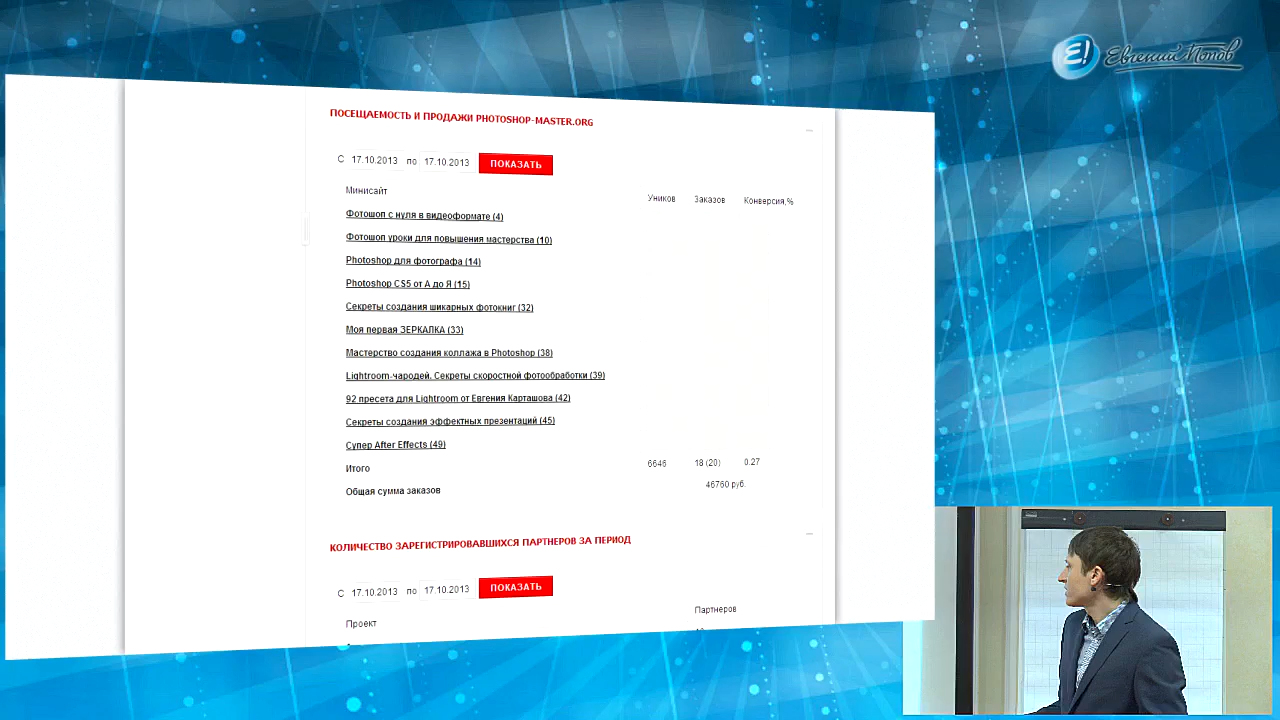 E! Евгений Попов
ПОСЕЩАЕМОСТЬ И ПРОДАЖИ PHOTOSHOP-MASTER.ORG
С 17.10.2013 по 17.10.2013 ПОКАЗАТЬ
Минисайт Уников Заказов Конверсия,%
Фотошоп с нуля в видеоформате (4)
Фотошоп уроки для повышения мастерства (10)
Photoshop для фотографа (14)
Photoshop CS5 от А до Я (15)
Секреты создания шикарных фотокниг (32)
Моя первая ЗЕРКАЛКА (33)
Мастерство создания коллажа в Photoshop (38)
Lightroom-чародей. Секреты скоростной фотообработки (39)
92 пресета для Lightroom от Евгения Карташова (42)
Секреты создания эффектных презентаций (45)
Супер After Effects (49)
Итого 6646 18 (20) 0.27
Общая сумма заказов 46760 руб.
КОЛИЧЕСТВО ЗАРЕГИСТРИРОВАВШИХСЯ ПАРТНЕРОВ ЗА ПЕРИОД
С 17.10.2013 по 17.10.2013 ПОКАЗАТЬ
Проект Партнеров